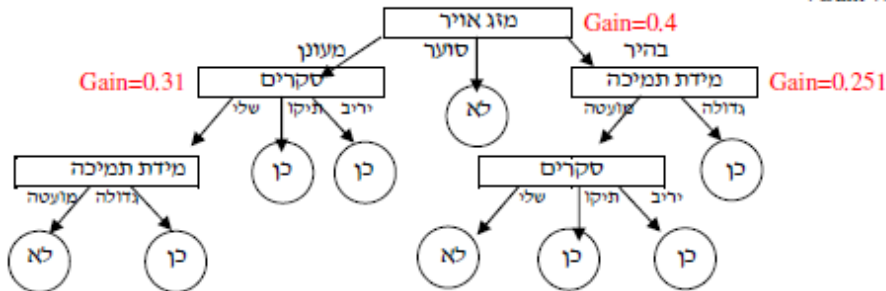 מזג אויר Gain=0.4
מעונן סוער בהיר
Gain=0.31 סקרים מידת תמיכה Gain=0.251
שלי תיקו יריב לא מועטה גדולה
מידת תמיכה כן כן סקרים כן
מועטה גדולה שלי תיקו יריב
לא כן לא כן כן